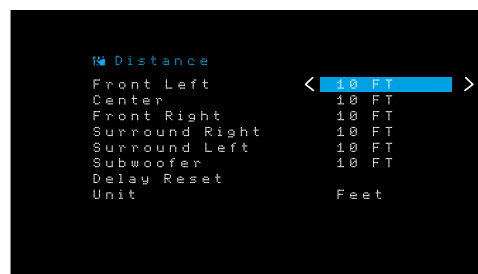 Distance
Front Left < 10 FT >
Center 10 FT
Front Right 10 FT
Surround Right 10 FT
Surround Left 10 FT
Subwoofer 10 FT
Delay Reset
Unit Feet